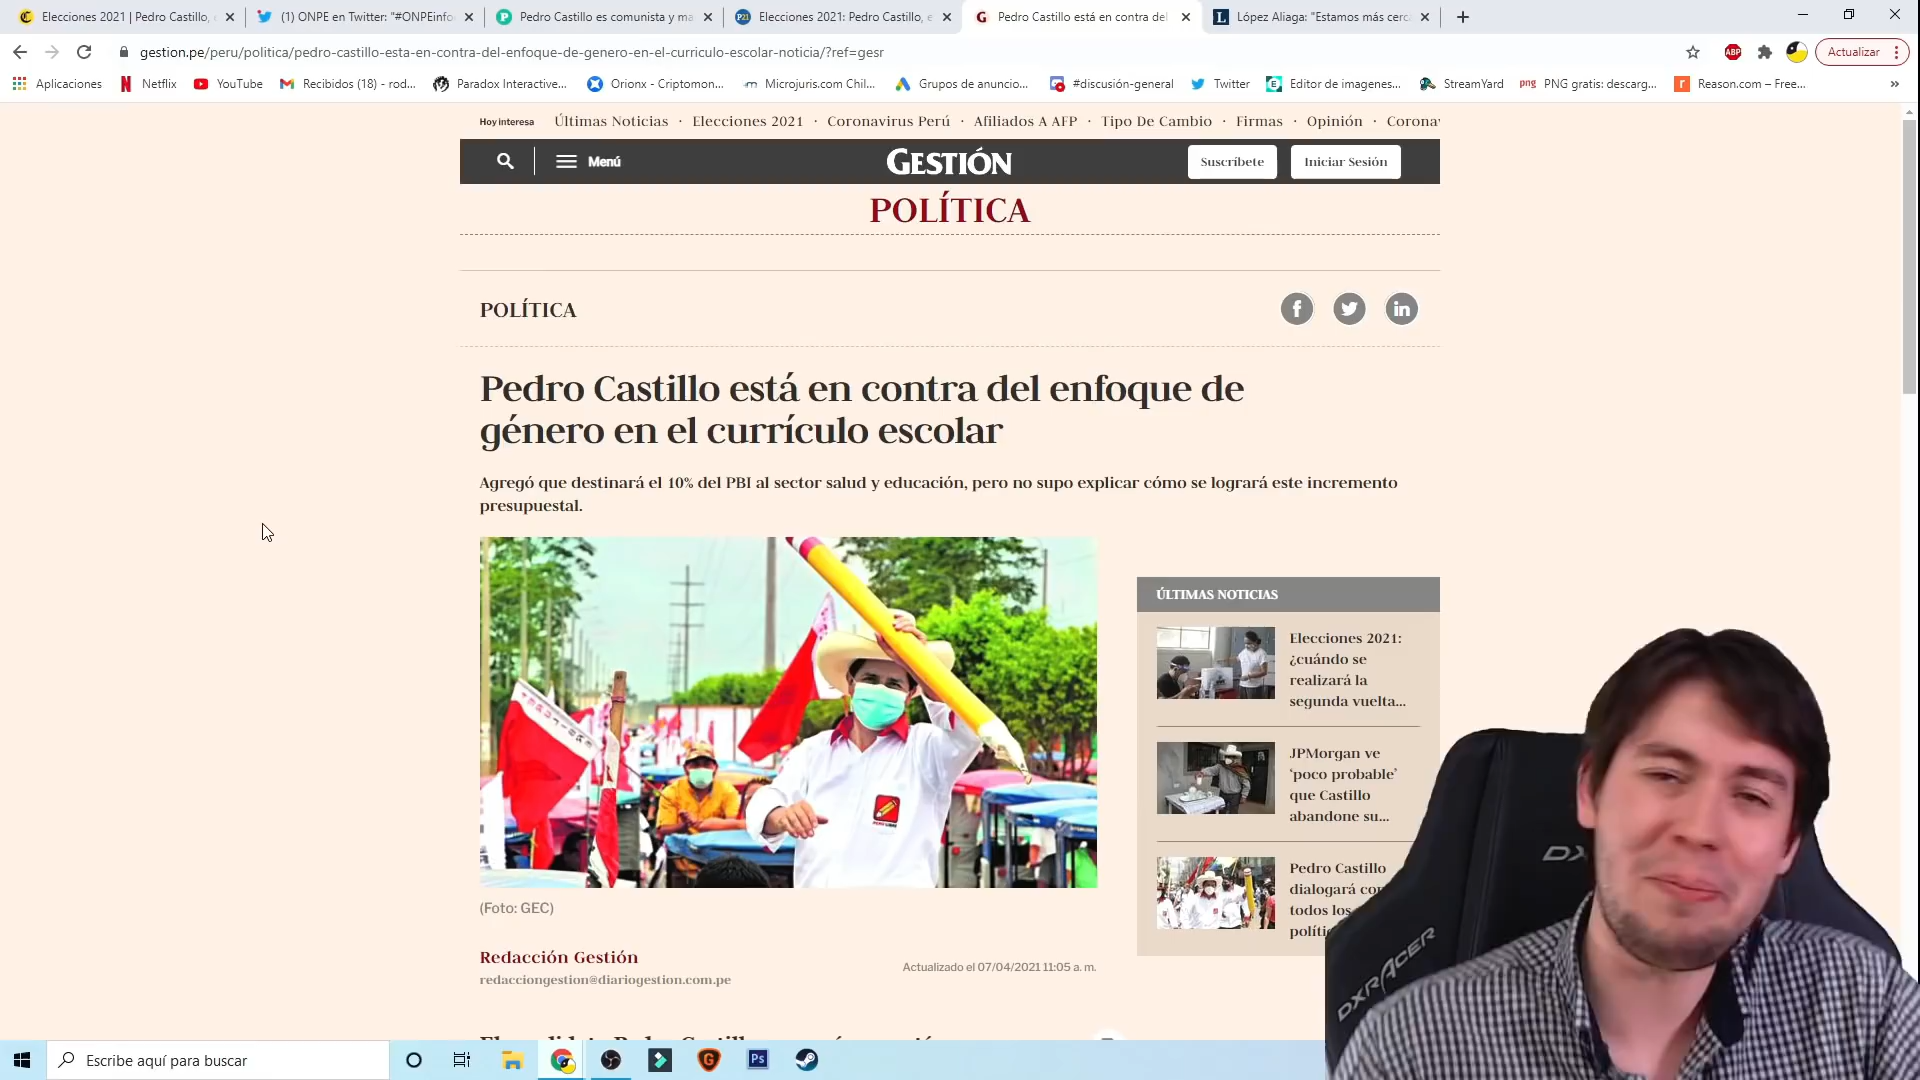 Elecciones 2021 | Pedro Castillo,
(1) ONPE en Twitter: "#ONPEinfo
Pedro Castillo es comunista y ma
Elecciones 2021: Pedro Castillo, e
Pedro Castillo está en contra del
López Aliaga: "Estamos más cerc
gestion.pe/peru/politica/pedro-castillo-esta-en-contra-del-enfoque-de-genero-en-el-curriculo-escolar-noticia/?ref=gesr
ABP
Actualizar
Aplicaciones
Netflix
YouTube
Recibidos (18) - rod...
Paradox Interactive...
Orionx - Criptomon...
Microjuris.com Chil...
Grupos de anuncio...
#discusión-general
Twitter
Editor de imagenes...
StreamYard
png PNG gratis: descarg...
Reason.com – Free...
»
Hoy interesa
Últimas Noticias · Elecciones 2021 · Coronavirus Perú · Afiliados A AFP · Tipo De Cambio · Firmas · Opinión · Corona
Menú
GESTIÓN
Suscríbete
Iniciar Sesión
POLÍTICA
POLÍTICA
Pedro Castillo está en contra del enfoque de
género en el currículo escolar
Agregó que destinará el 10% del PBI al sector salud y educación, pero no supo explicar cómo se logrará este incremento
presupuestal.
(Foto: GEC)
Redacción Gestión
redacciongestion@diariogestion.com.pe
Actualizado el 07/04/2021 11:05 a. m.
ÚLTIMAS NOTICIAS
Elecciones 2021:
¿cuándo se
realizará la
segunda vuelta...
JPMorgan ve
‘poco probable’
que Castillo
abandone su...
Pedro Castillo
dialogará con
todos los
políti
DXRACER
Escribe aquí para buscar